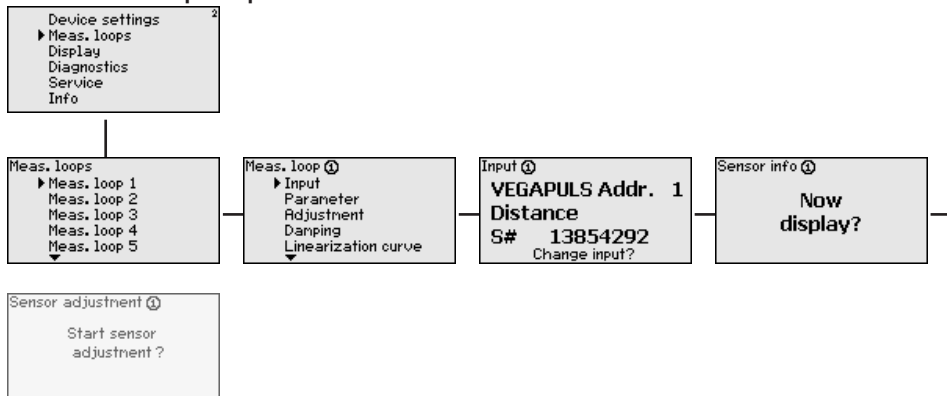 Device settings 2
Meas. loops
Display
Diagnostics
Service
Info
Meas. loops
Meas. loop 1
Meas. loop 2
Meas. loop 3
Meas. loop 4
Meas. loop 5
Meas. loop ①
Input
Parameter
Adjustment
Damping
Linearization curve
Input ①
VEGAPULS Addr. 1
Distance
S# 13854292
Change input?
Sensor info ①
Now
display?
Sensor adjustment ①
Start sensor
adjustment ?